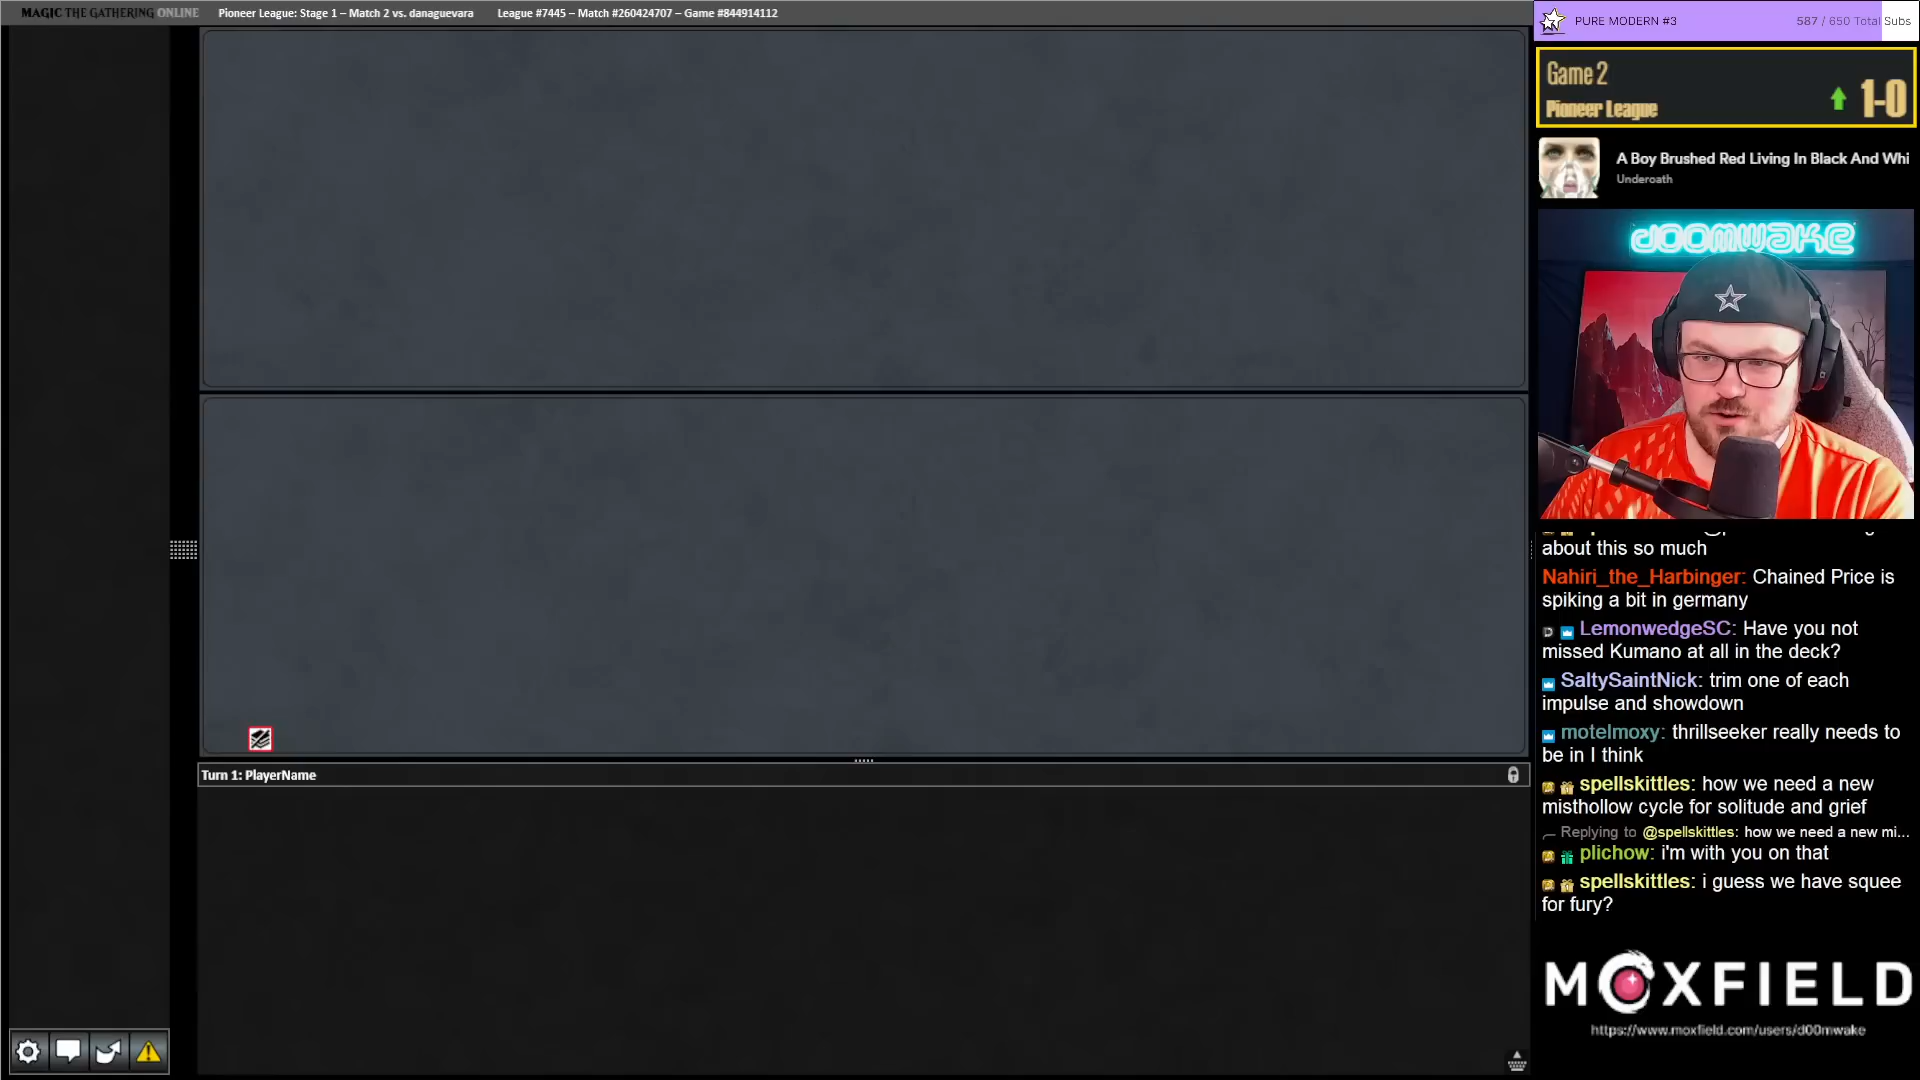 MAGIC THE GATHERING ONLINE
Pioneer League: Stage 1 – Match 2 vs. danaguevara
League #7445 – Match #260424707 – Game #844914112
PURE MODERN #3
587 / 650 Total Subs
Game 2
Pioneer League
1-0
A Boy Brushed Red Living In Black And Whi
Underoath
doomwake
about this so much
Nahiri_the_Harbinger: Chained Price is
spiking a bit in germany
LemonwedgeSC: Have you not
missed Kumano at all in the deck?
SaltySaintNick: trim one of each
impulse and showdown
motelmoxy: thrillseeker really needs to
be in I think
spellskittles: how we need a new
misthollow cycle for solitude and grief
Replying to @spellskittles: how we need a new mi...
plichow: i'm with you on that
spellskittles: i guess we have squee
for fury?
Turn 1: PlayerName
MOXFIELD
https://www.moxfield.com/users/d00mwake